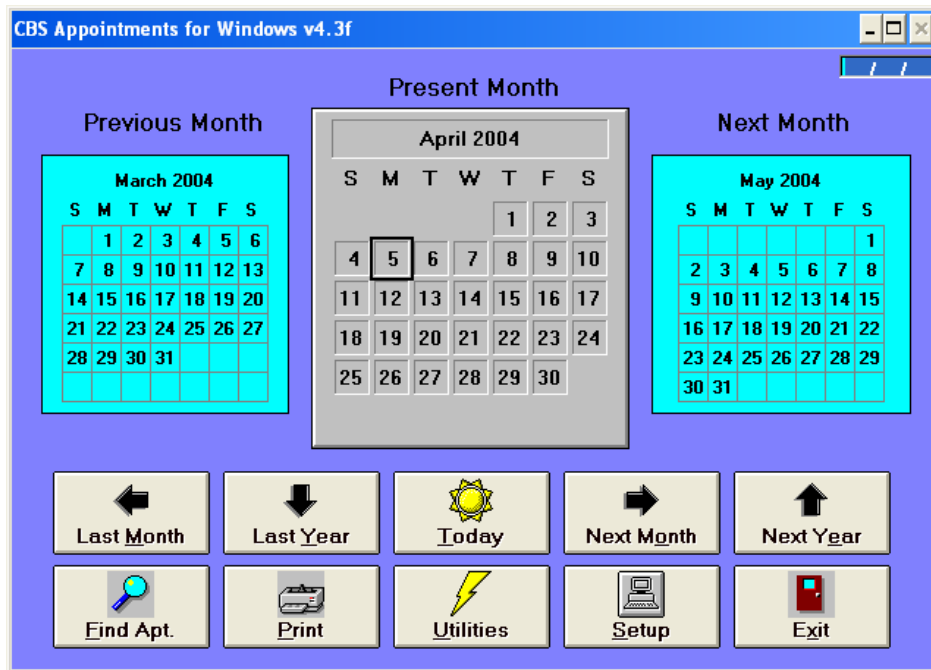 CBS Appointments for Windows v4.3f
/ /
Present Month
Previous Month
Next Month
March 2004
S M T W T F S
1 2 3 4 5 6
7 8 9 10 11 12 13
14 15 16 17 18 19 20
21 22 23 24 25 26 27
28 29 30 31
April 2004
S M T W T F S
1 2 3
4 5 6 7 8 9 10
11 12 13 14 15 16 17
18 19 20 21 22 23 24
25 26 27 28 29 30
May 2004
S M T W T F S
1
2 3 4 5 6 7 8
9 10 11 12 13 14 15
16 17 18 19 20 21 22
23 24 25 26 27 28 29
30 31
Last Month
Last Year
Today
Next Month
Next Year
Find Apt.
Print
Utilities
Setup
Exit